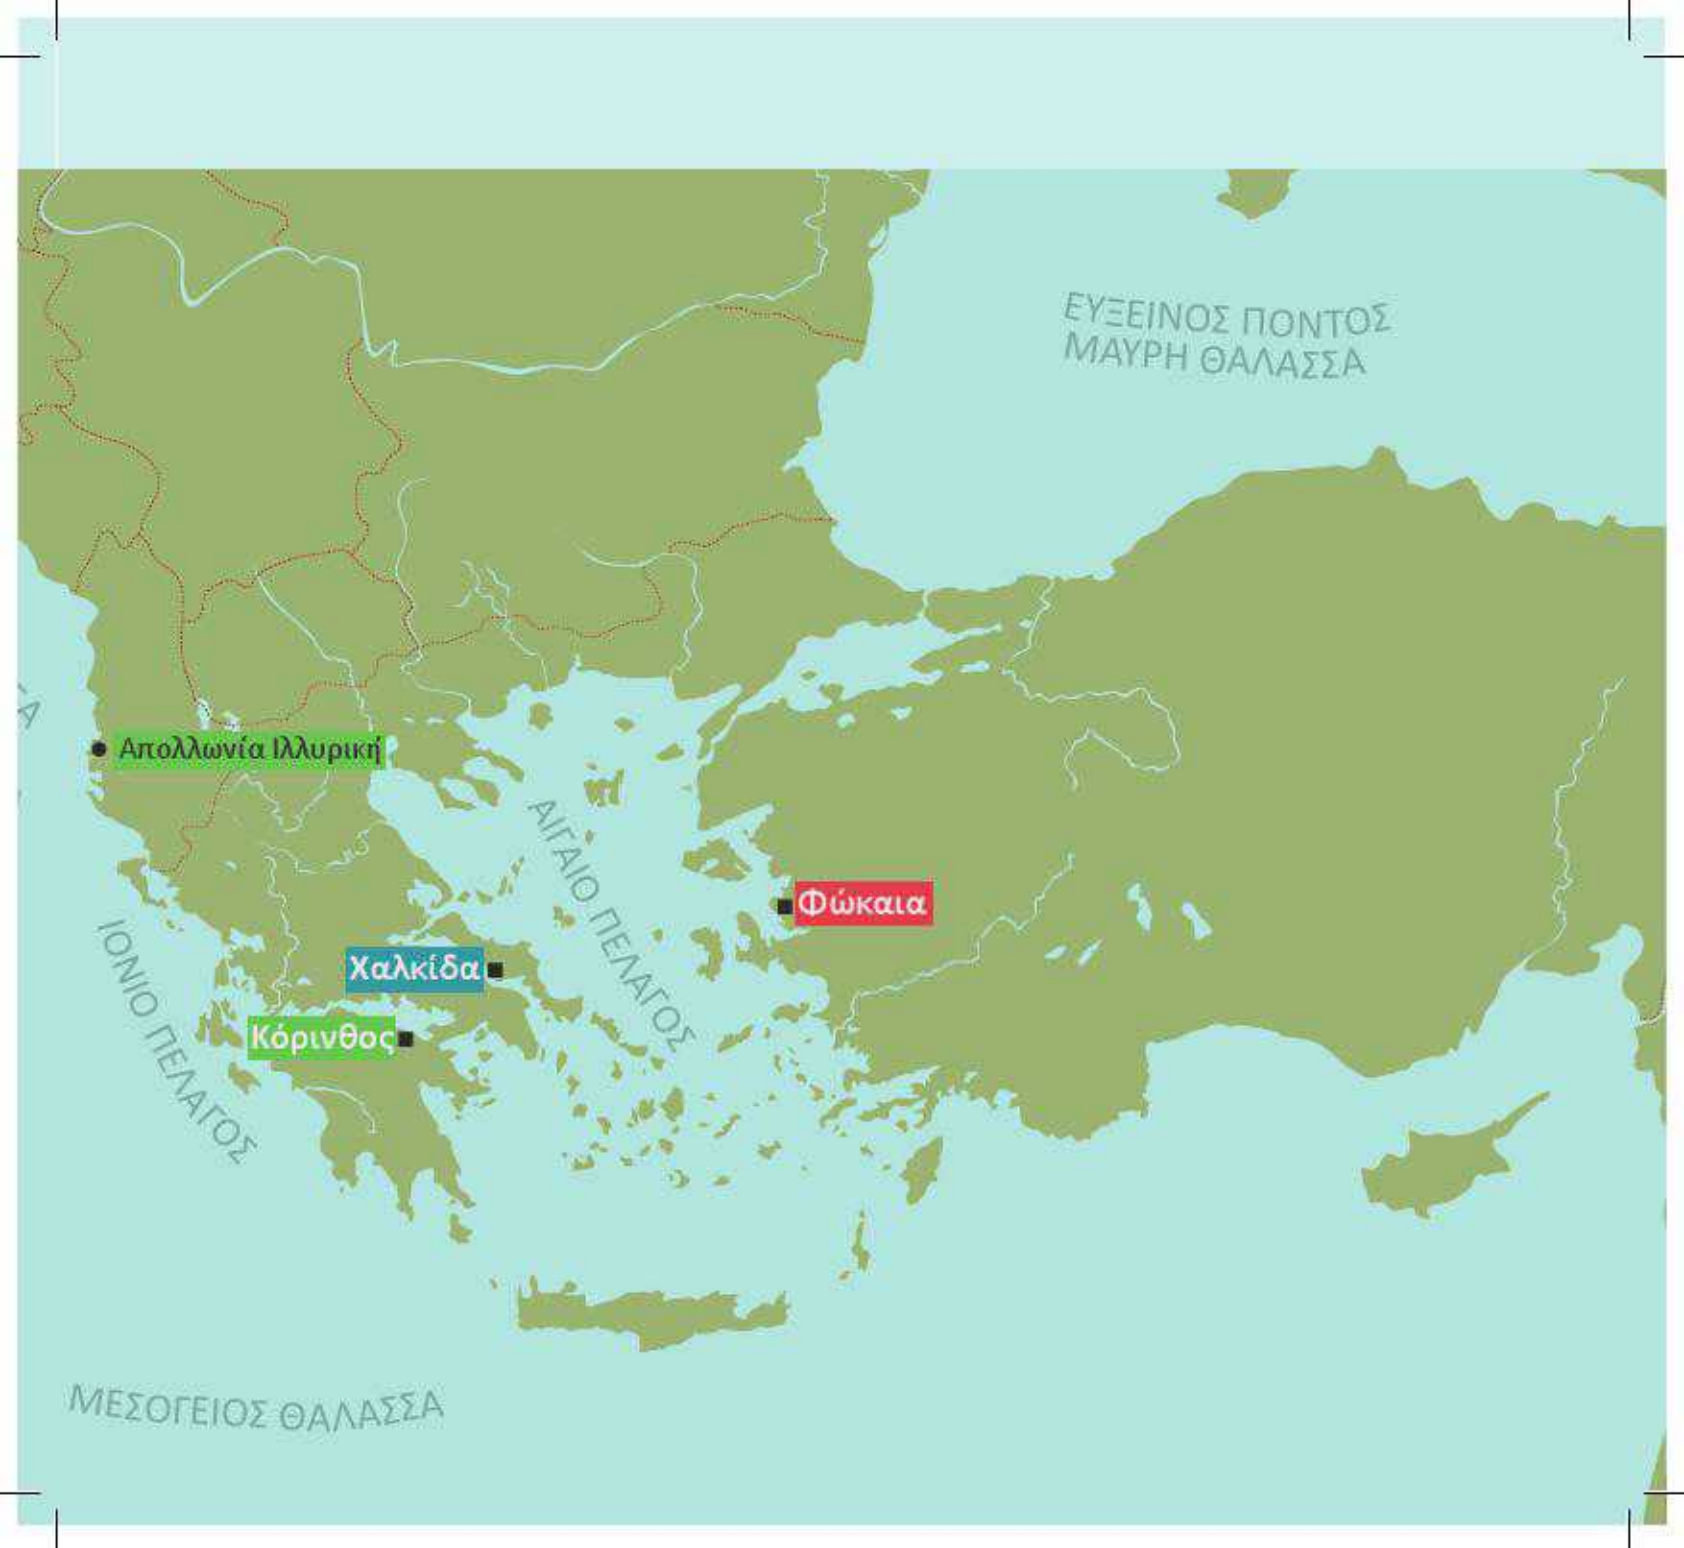 ΕΥΞΕΙΝΟΣ ΠΟΝΤΟΣ
ΜΑΥΡΗ ΘΑΛΑΣΣΑ
Απολλωνία Ιλλυρική
ΑΙΓΑΙΟ ΠΕΛΑΓΟΣ
Φώκαια
Χαλκίδα
ΙΟΝΙΟ ΠΕΛΑΓΟΣ
Κόρινθος
ΜΕΣΟΓΕΙΟΣ ΘΑΛΑΣΣΑ